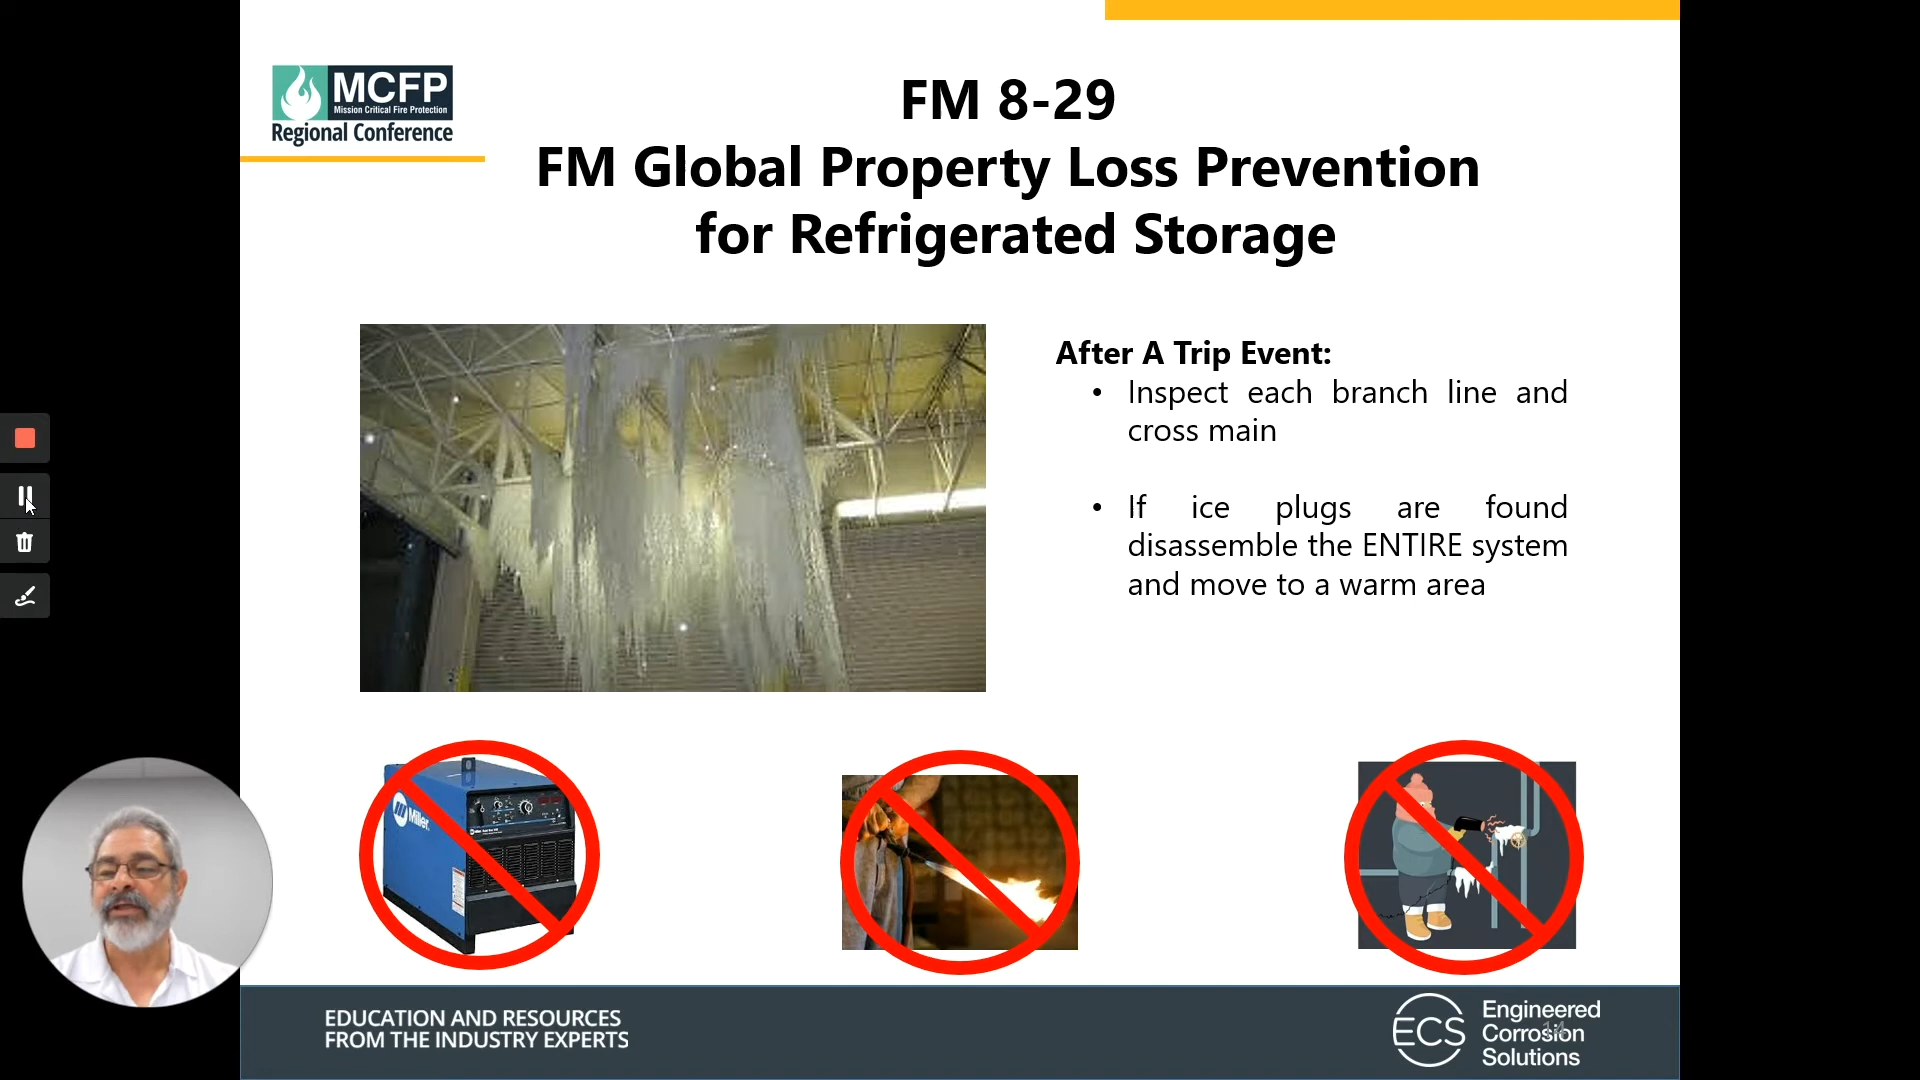 MCFP
Mission Critical Fire Protection
Regional Conference
FM 8-29
FM Global Property Loss Prevention
for Refrigerated Storage
After A Trip Event:
• Inspect each branch line and
cross main
• If ice plugs are found
disassemble the ENTIRE system
and move to a warm area
Miller
EDUCATION AND RESOURCES
FROM THE INDUSTRY EXPERTS
ECS
Engineered
Corrosion
Solutions
14